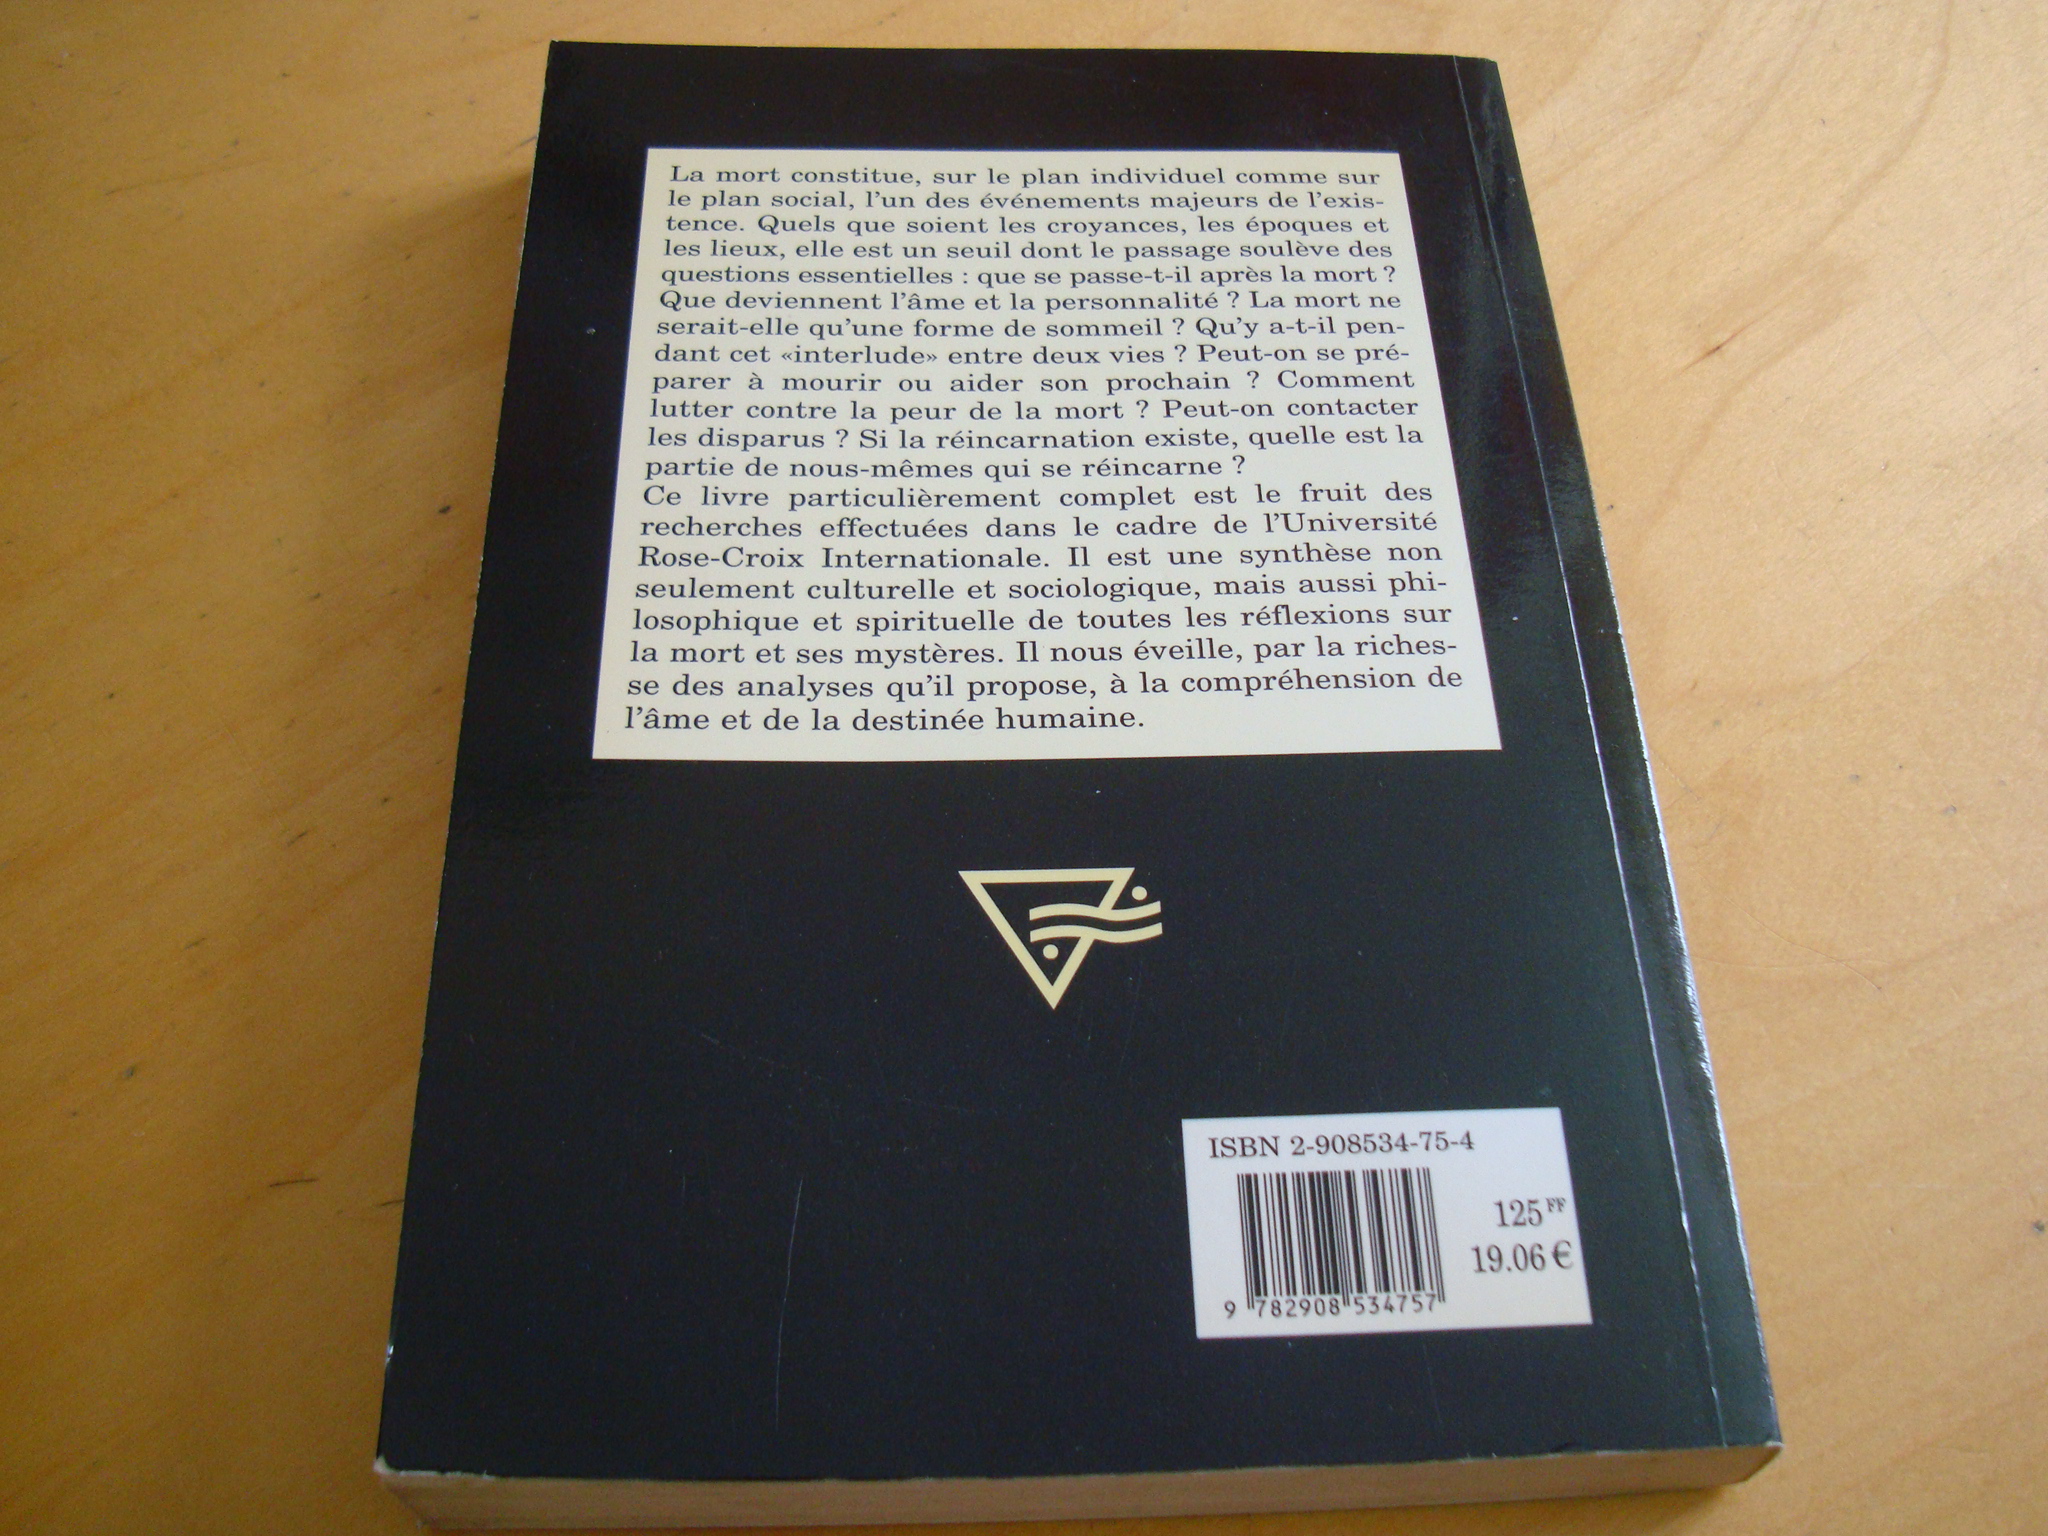 La mort constitue, sur le plan individuel comme sur
le plan social, l'un des événements majeurs de l'exis-
tence. Quels que soient les croyances, les époques et
les lieux, elle est un seuil dont le passage soulève des
questions essentielles : que se passe-t-il après la mort ?
Que deviennent l'âme et la personnalité ? La mort ne
serait-elle qu'une forme de sommeil ? Qu'y a-t-il pen-
dant cet «interlude» entre deux vies ? Peut-on se pré-
parer à mourir ou aider son prochain ? Comment
lutter contre la peur de la mort ? Peut-on contacter
les disparus ? Si la réincarnation existe, quelle est la
partie de nous-mêmes qui se réincarne ?
Ce livre particulièrement complet est le fruit des
recherches effectuées dans le cadre de l'Université
Rose-Croix Internationale. Il est une synthèse non
seulement culturelle et sociologique, mais aussi phi-
losophique et spirituelle de toutes les réflexions sur
la mort et ses mystères. Il nous éveille, par la riches-
se des analyses qu'il propose, à la compréhension de
l'âme et de la destinée humaine.
ISBN 2-908534-75-4
125 FF
19.06 €
9 782908 534757